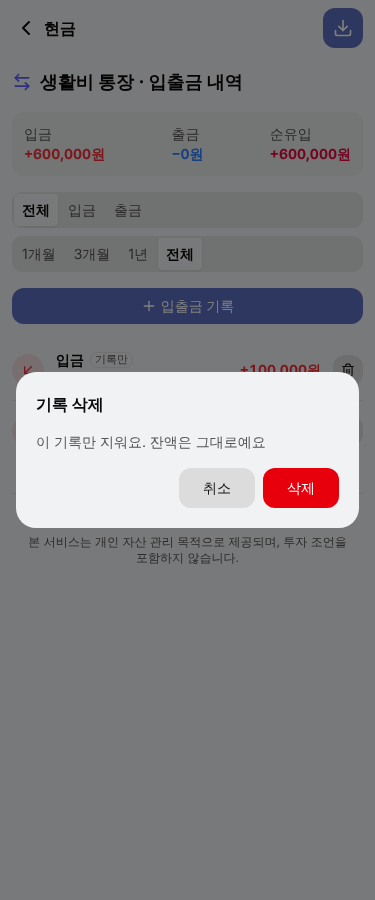 현금
생활비 통장 · 입출금 내역
입금 출금 순유입
+600,000원 −0원 +600,000원
전체 입금 출금
1개월 3개월 1년 전체
+ 입출금 기록
입금 기록만
+100,000원
기록 삭제
이 기록만 지워요. 잔액은 그대로예요
취소 삭제
본 서비스는 개인 자산 관리 목적으로 제공되며, 투자 조언을
포함하지 않습니다.